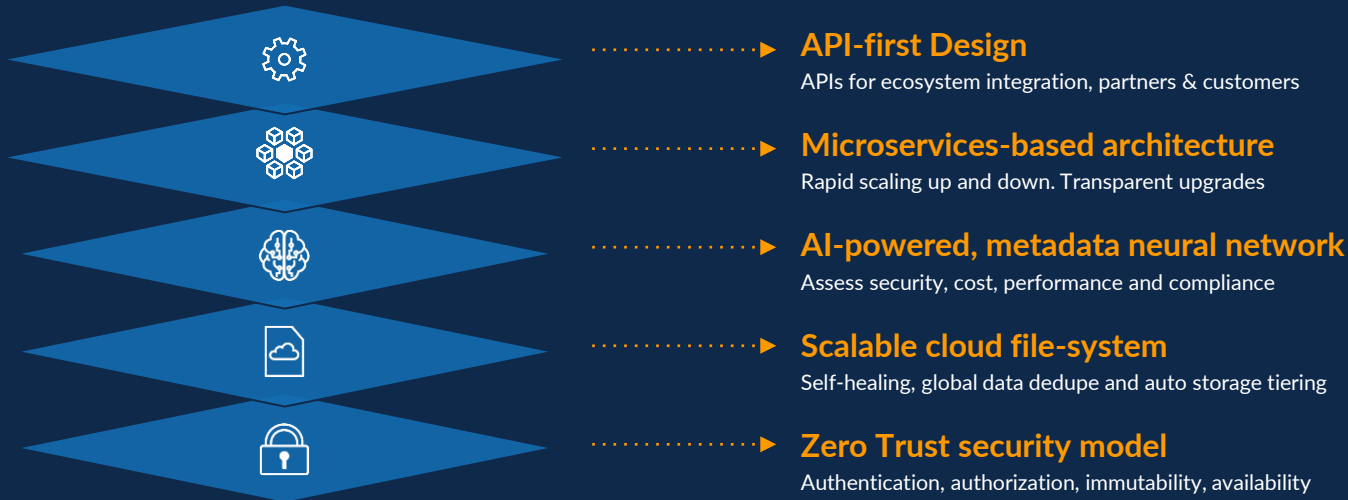 API-first Design
APIs for ecosystem integration, partners & customers
Microservices-based architecture
Rapid scaling up and down. Transparent upgrades
AI-powered, metadata neural network
Assess security, cost, performance and compliance
Scalable cloud file-system
Self-healing, global data dedupe and auto storage tiering
Zero Trust security model
Authentication, authorization, immutability, availability